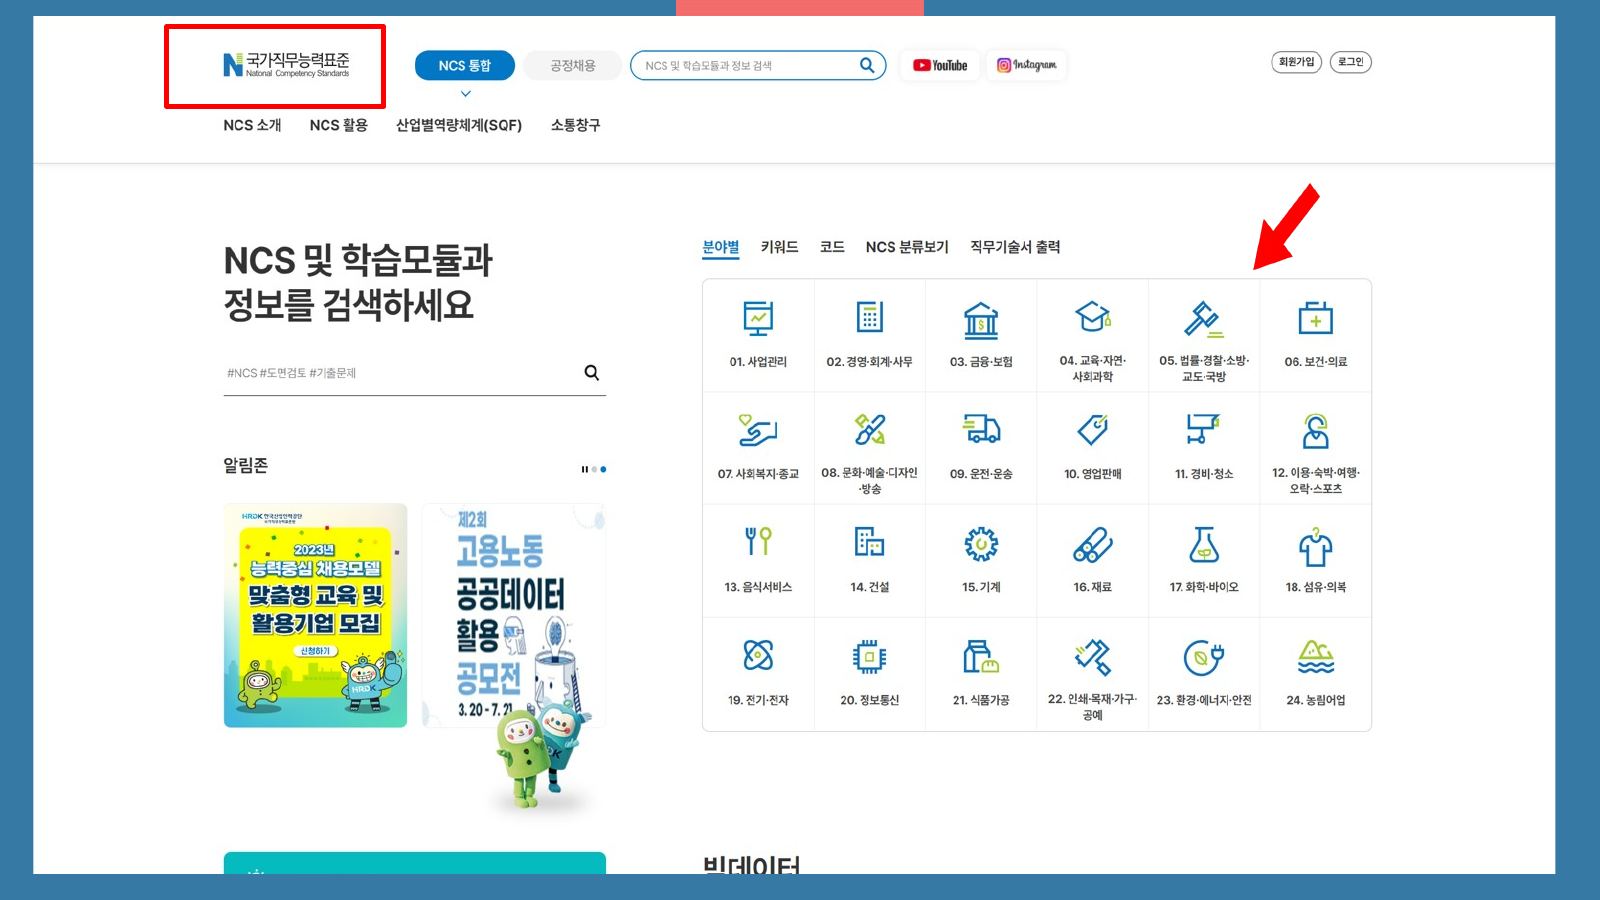 국가직무능력표준
National Competency Standards
NCS 통합
공정채용
NCS 및 학습모듈과 정보 검색
YouTube
Instagram
회원가입
로그인
NCS 소개
NCS 활용
산업별역량체계(SQF)
소통창구
NCS 및 학습모듈과
정보를 검색하세요
#NCS #도면검토 #기출문제
알림존
HRDK 한국산업인력공단
2023년
능력중심 채용모델
맞춤형 교육 및
활용기업 모집
신청하기
HRDK
제2회
고용노동
공공데이터
활용
공모전
3. 20 - 7. 21
분야별
키워드
코드
NCS 분류보기
직무기술서 출력
01. 사업관리
02. 경영·회계·사무
03. 금융·보험
04. 교육·자연·
사회과학
05. 법률·경찰·소방·
교도·국방
06. 보건·의료
07. 사회복지·종교
08. 문화·예술·디자인
·방송
09. 운전·운송
10. 영업판매
11. 경비·청소
12. 이용·숙박·여행·
오락·스포츠
13. 음식서비스
14. 건설
15. 기계
16. 재료
17. 화학·바이오
18. 섬유·의복
19. 전기·전자
20. 정보통신
21. 식품가공
22. 인쇄·목재·가구·
공예
23. 환경·에너지·안전
24. 농림어업
빅데이터